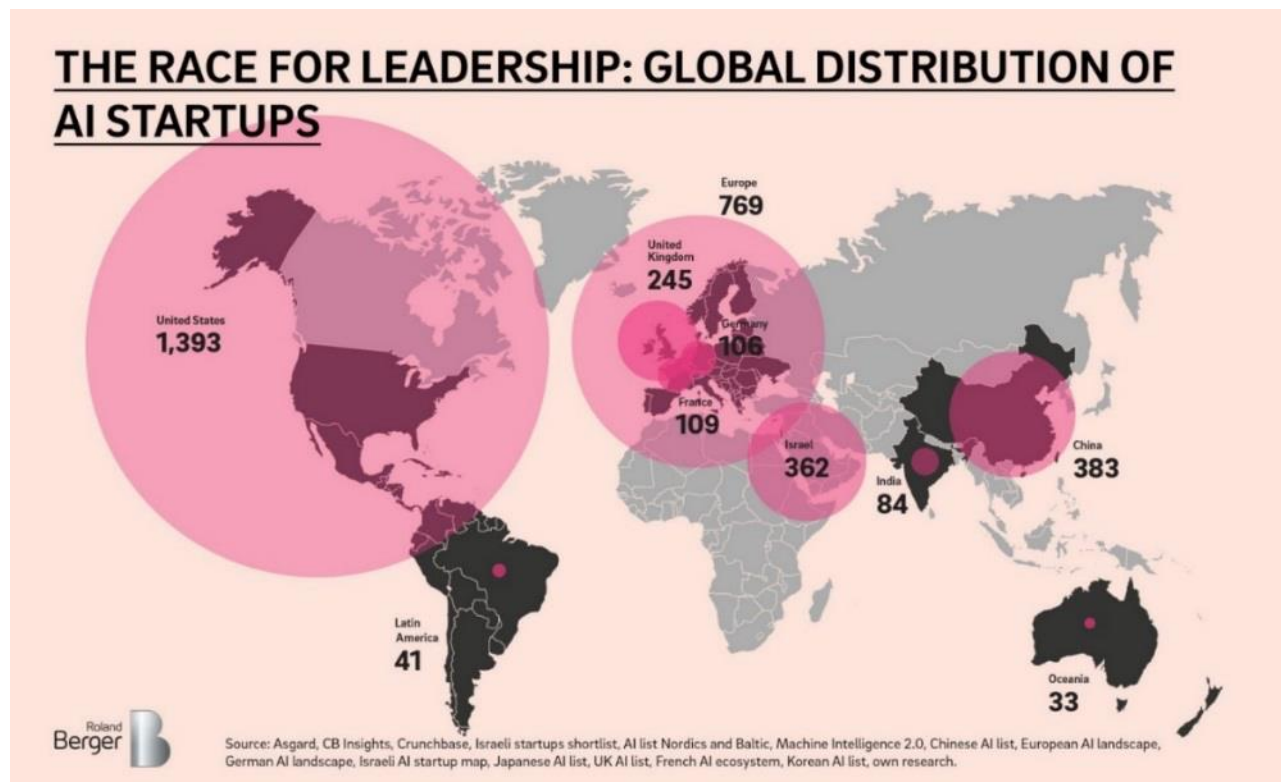 THE RACE FOR LEADERSHIP: GLOBAL DISTRIBUTION OF
AI STARTUPS
Europe
769
United
Kingdom
245
United States
1,393
Germany
106
France
109
Israel
362
India
84
China
383
Latin
America
41
Oceania
33
Roland
Berger
B
Source: Asgard, CB Insights, Crunchbase, Israeli startups shortlist, AI list Nordics and Baltic, Machine Intelligence 2.0, Chinese AI list, European AI landscape,
German AI landscape, Israeli AI startup map, Japanese AI list, UK AI list, French AI ecosystem, Korean AI list, own research.